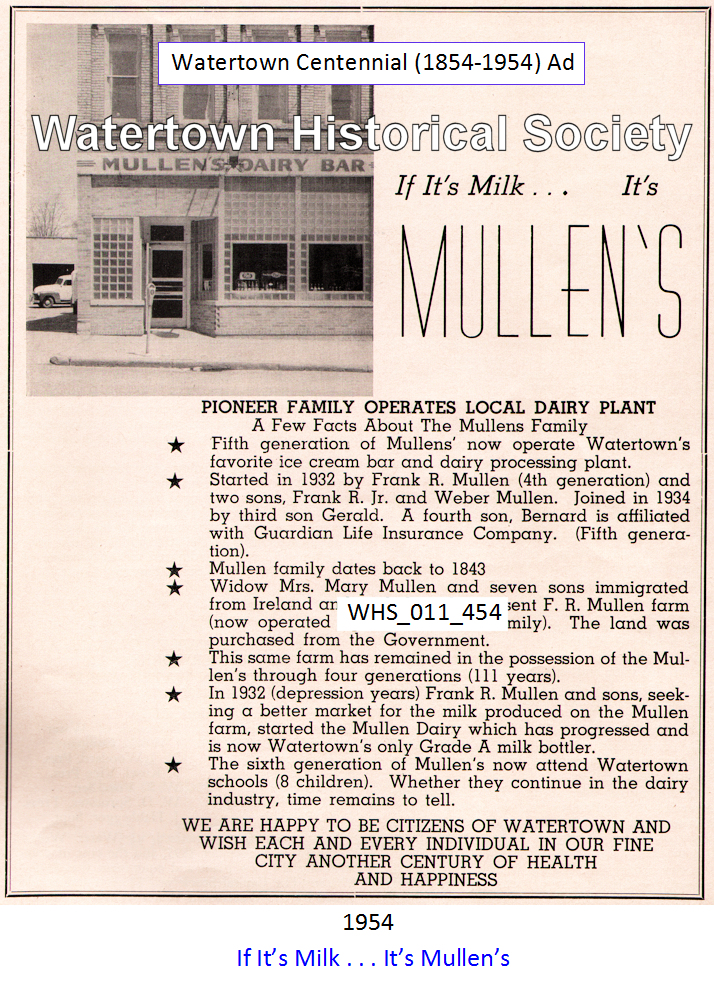 Watertown Centennial (1854-1954) Ad
Watertown Historical Society
MULLEN'S DAIRY BAR
If It's Milk . . . It's
MULLEN'S
PIONEER FAMILY OPERATES LOCAL DAIRY PLANT
A Few Facts About The Mullens Family
★ Fifth generation of Mullens' now operate Watertown's
favorite ice cream bar and dairy processing plant.
★ Started in 1932 by Frank R. Mullen (4th generation) and
two sons, Frank R. Jr. and Weber Mullen. Joined in 1934
by third son Gerald. A fourth son, Bernard is affiliated
with Guardian Life Insurance Company. (Fifth genera-
tion).
★ Mullen family dates back to 1843
★ Widow Mrs. Mary Mullen and seven sons immigrated
from Ireland F. R. Mullen farm
(now operated The land was
WHS_011_454
purchased from the Government.
★ This same farm has remained in the possession of the Mul-
len's through four generations (111 years).
★ In 1932 (depression years) Frank R. Mullen and sons, seek-
ing a better market for the milk produced on the Mullen
farm, started the Mullen Dairy which has progressed and
is now Watertown's only Grade A milk bottler.
★ The sixth generation of Mullen's now attend Watertown
schools (8 children). Whether they continue in the dairy
industry, time remains to tell.
WE ARE HAPPY TO BE CITIZENS OF WATERTOWN AND
WISH EACH AND EVERY INDIVIDUAL IN OUR FINE
CITY ANOTHER CENTURY OF HEALTH
AND HAPPINESS
1954
If It's Milk . . . It's Mullen's